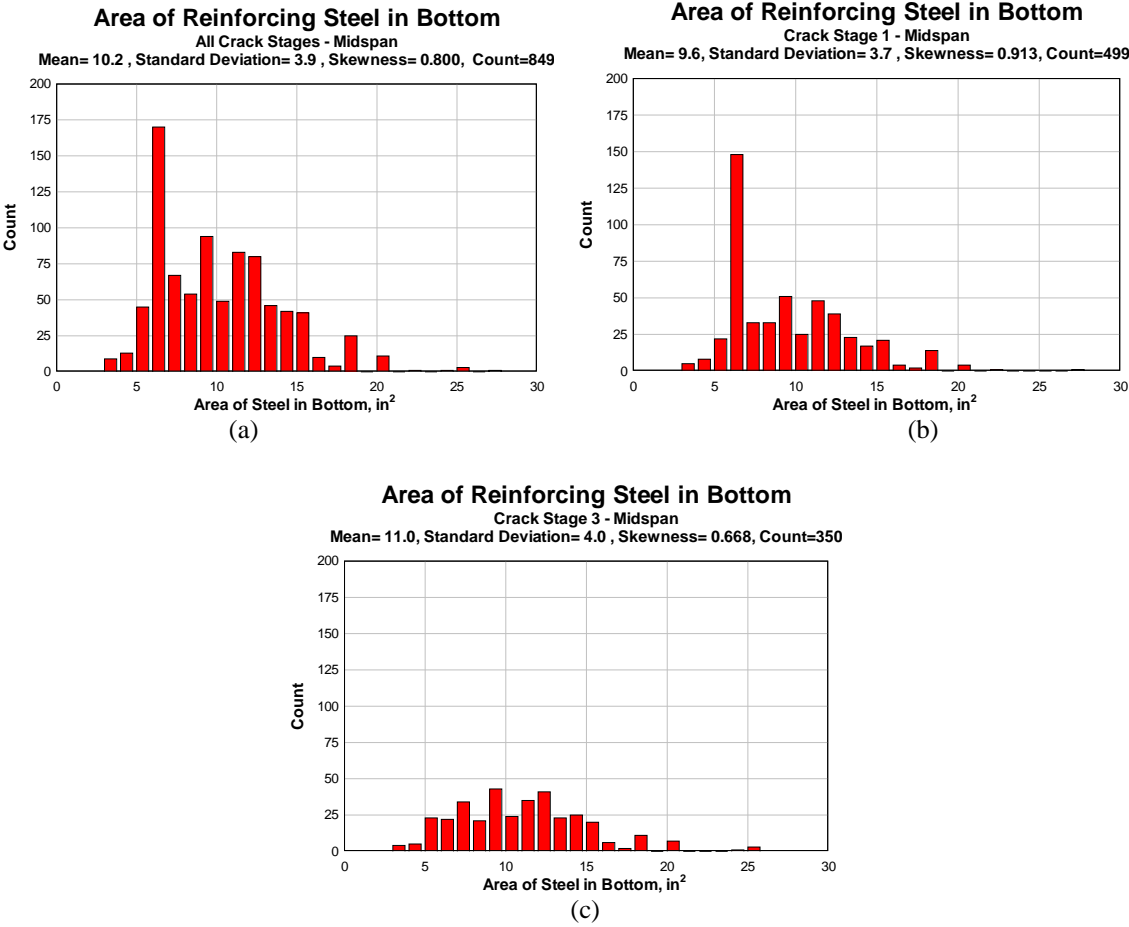 Area of Reinforcing Steel in Bottom
All Crack Stages - Midspan
Mean= 10.2 , Standard Deviation= 3.9 , Skewness= 0.800, Count=849
200
175
150
125
100
75
50
25
0
Count
0 5 10 15 20 25 30
Area of Steel in Bottom, in²
(a)
Area of Reinforcing Steel in Bottom
Crack Stage 1 - Midspan
Mean= 9.6, Standard Deviation= 3.7 , Skewness= 0.913, Count=499
200
175
150
125
100
75
50
25
0
Count
0 5 10 15 20 25 30
Area of Steel in Bottom, in²
(b)
Area of Reinforcing Steel in Bottom
Crack Stage 3 - Midspan
Mean= 11.0, Standard Deviation= 4.0 , Skewness= 0.668, Count=350
200
175
150
125
100
75
50
25
0
Count
0 5 10 15 20 25 30
Area of Steel in Bottom, in²
(c)